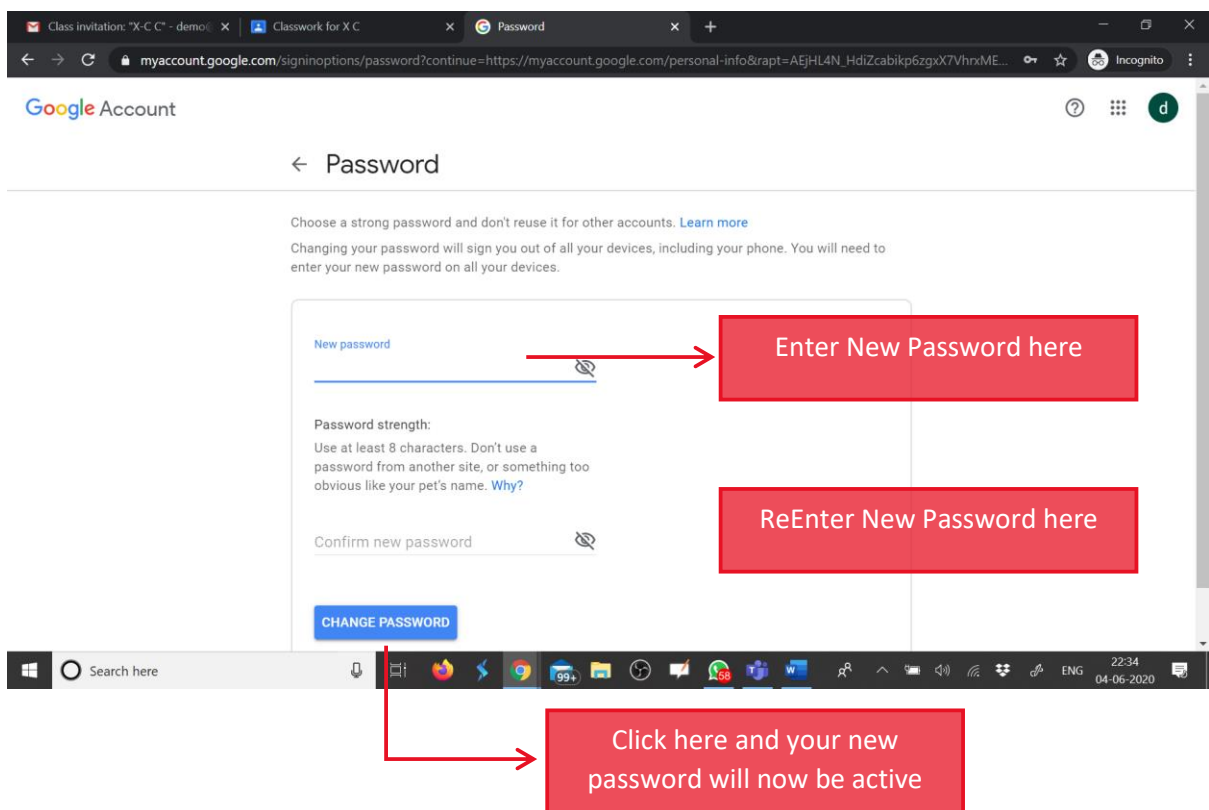 Class invitation: "X-C C" - demo
Classwork for X C
Password
myaccount.google.com/signinoptions/password?continue=https://myaccount.google.com/personal-info&rapt=AEjHL4N_HdiZcabikp6zgxX7VhrxME...
Incognito
Google Account
d
Password
Choose a strong password and don't reuse it for other accounts. Learn more
Changing your password will sign you out of all your devices, including your phone. You will need to
enter your new password on all your devices.
New password
Enter New Password here
Password strength:
Use at least 8 characters. Don't use a
password from another site, or something too
obvious like your pet's name. Why?
ReEnter New Password here
Confirm new password
CHANGE PASSWORD
Search here
99+
68
ENG
22:34
04-06-2020
Click here and your new
password will now be active